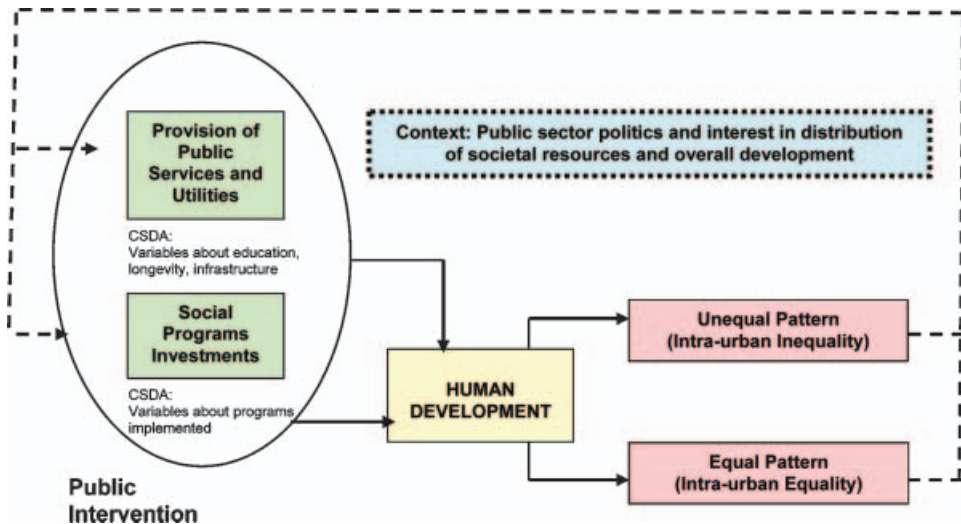 Provision of
Public
Services and
Utilities
CSDA:
Variables about education,
longevity, infrastructure
Social
Programs
Investments
CSDA:
Variables about programs
implemented
Public
Intervention
Context: Public sector politics and interest in distribution
of societal resources and overall development
HUMAN
DEVELOPMENT
Unequal Pattern
(Intra-urban Inequality)
Equal Pattern
(Intra-urban Equality)